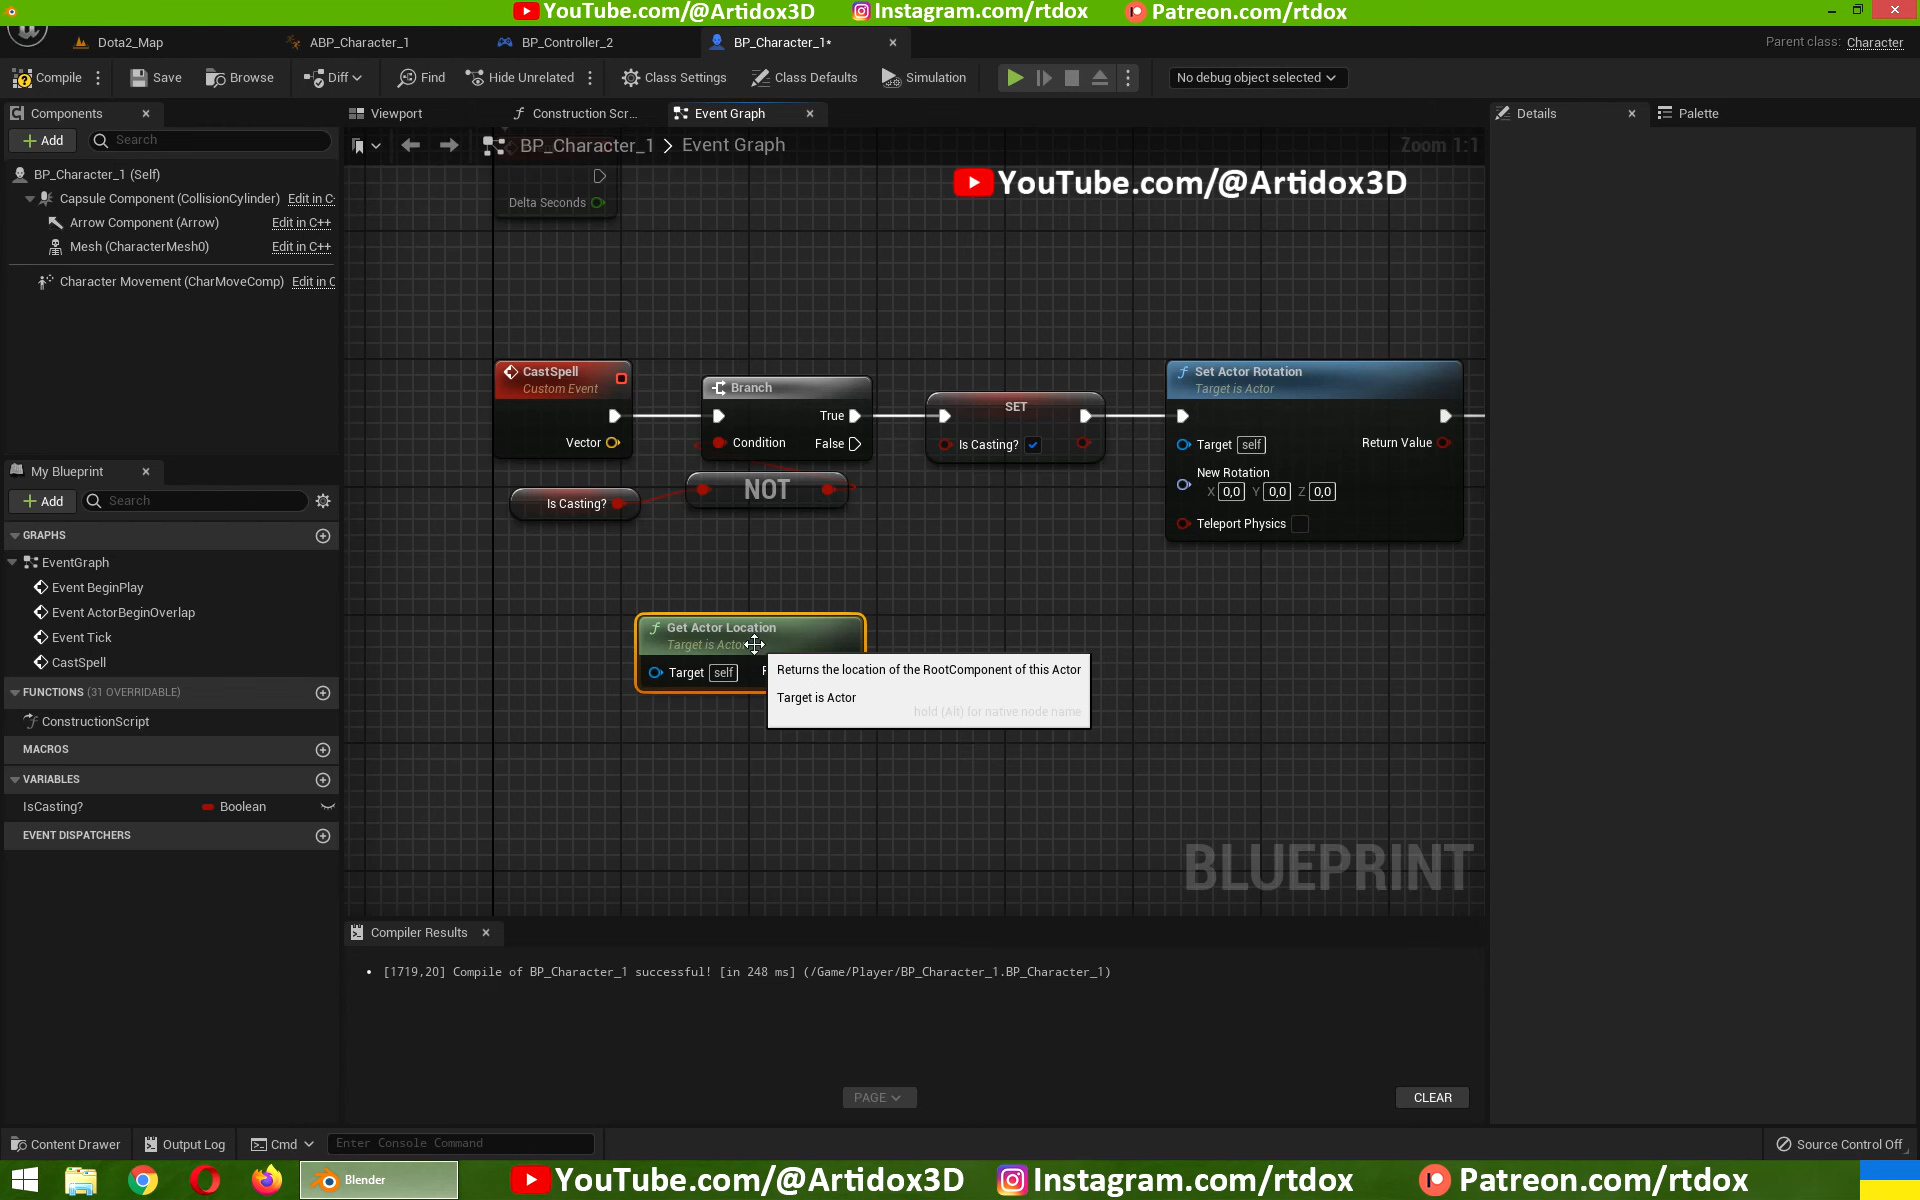 YouTube.com/@Artidox3D Instagram.com/rtdox Patreon.com/rtdox
Dota2_Map ABP_Character_1 BP_Controller_2 BP_Character_1* Parent class: Character
Compile Save Browse Diff Find Hide Unrelated Class Settings Class Defaults Simulation No debug object selected
Components Viewport Construction Scr... Event Graph Details Palette
Add Search
BP_Character_1 > Event Graph Zoom 1:1
BP_Character_1 (Self)
YouTube.com/@Artidox3D
Capsule Component (CollisionCylinder) Edit in C
Delta Seconds
Arrow Component (Arrow) Edit in C++
Mesh (CharacterMesh0) Edit in C++
Character Movement (CharMoveComp) Edit in C
CastSpell
Custom Event
Vector
Branch
True
Condition False
SET
Is Casting?
Set Actor Rotation
Target is Actor
Target self Return Value
New Rotation
X 0,0 Y 0,0 Z 0,0
Teleport Physics
Is Casting?
NOT
Get Actor Location
Target is Actor
Target self
Returns the location of the RootComponent of this Actor
Target is Actor
hold (Alt) for native node name
My Blueprint
Add Search
GRAPHS
EventGraph
Event BeginPlay
Event ActorBeginOverlap
Event Tick
CastSpell
FUNCTIONS (31 OVERRIDABLE)
ConstructionScript
MACROS
VARIABLES
IsCasting? Boolean
EVENT DISPATCHERS
BLUEPRINT
Compiler Results
• [1719,20] Compile of BP_Character_1 successful! [in 248 ms] (/Game/Player/BP_Character_1.BP_Character_1)
PAGE CLEAR
Content Drawer Output Log Cmd Enter Console Command Source Control Off
Blender YouTube.com/@Artidox3D Instagram.com/rtdox Patreon.com/rtdox